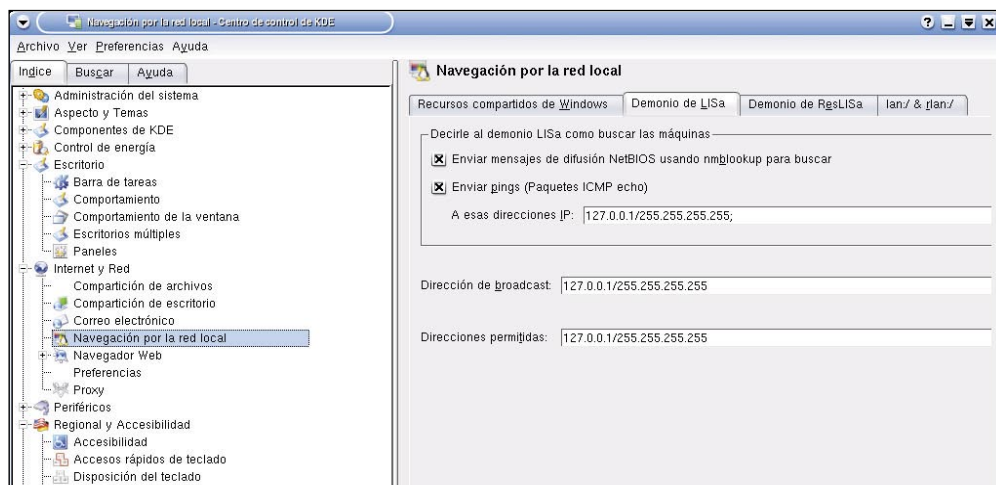 Navegación por la red local - Centro de control de KDE
Archivo Ver Preferencias Ayuda
Indice Buscar Ayuda
Administración del sistema
Aspecto y Temas
Componentes de KDE
Control de energía
Escritorio
Barra de tareas
Comportamiento
Comportamiento de la ventana
Escritorios múltiples
Paneles
Internet y Red
Compartición de archivos
Compartición de escritorio
Correo electrónico
Navegación por la red local
Navegador Web
Preferencias
Proxy
Periféricos
Regional y Accesibilidad
Accesibilidad
Accesos rápidos de teclado
Disposición del teclado
Navegación por la red local
Recursos compartidos de Windows Demonio de LISa Demonio de ResLISa lan:/ & rlan:/
Decirle al demonio LISa como buscar las máquinas
Enviar mensajes de difusión NetBIOS usando nmblookup para buscar
Enviar pings (Paquetes ICMP echo)
A esas direcciones IP: 127.0.0.1/255.255.255.255;
Dirección de broadcast: 127.0.0.1/255.255.255.255
Direcciones permitidas: 127.0.0.1/255.255.255.255